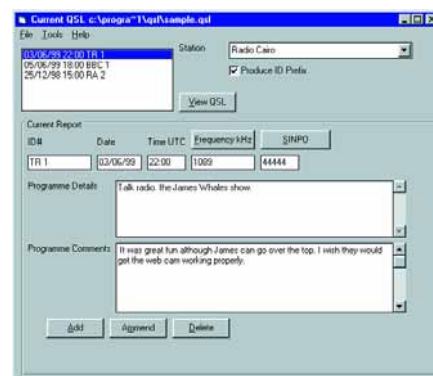 Current QSL c:\progra~1\qsl\sample.qsl
File Tools Help
03/06/99 22:00 TR 1
05/06/99 18:00 BBC 1
25/12/98 15:00 RA 2
Station
Radio Cairo
Produce ID Prefix
View QSL
Current Report
ID# Date Time UTC Frequency kHz SINPO
TR 1 03/06/99 22:00 1089 44444
Programme Details
Talk radio. the James Whales show.
Programme Comments
It was great fun although James can go over the top. I wish they would
get the web cam working properly.
Add Append Delete